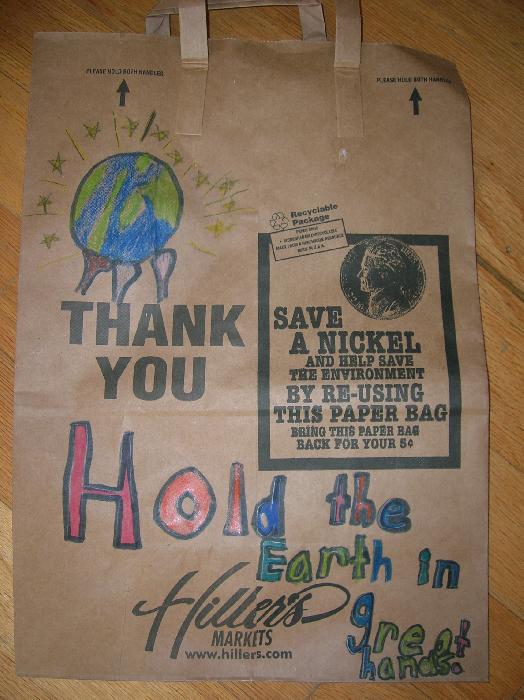 PLEASE HOLD BOTH HANDLES
PLEASE HOLD BOTH HANDLES
Recyclable
Package
THANK
YOU
SAVE
A NICKEL
AND HELP SAVE
THE ENVIRONMENT
BY RE-USING
THIS PAPER BAG
BRING THIS PAPER BAG
BACK FOR YOUR 5¢
Hold the
Earth in
great
hands.
Hiller's
MARKETS
www.hillers.com